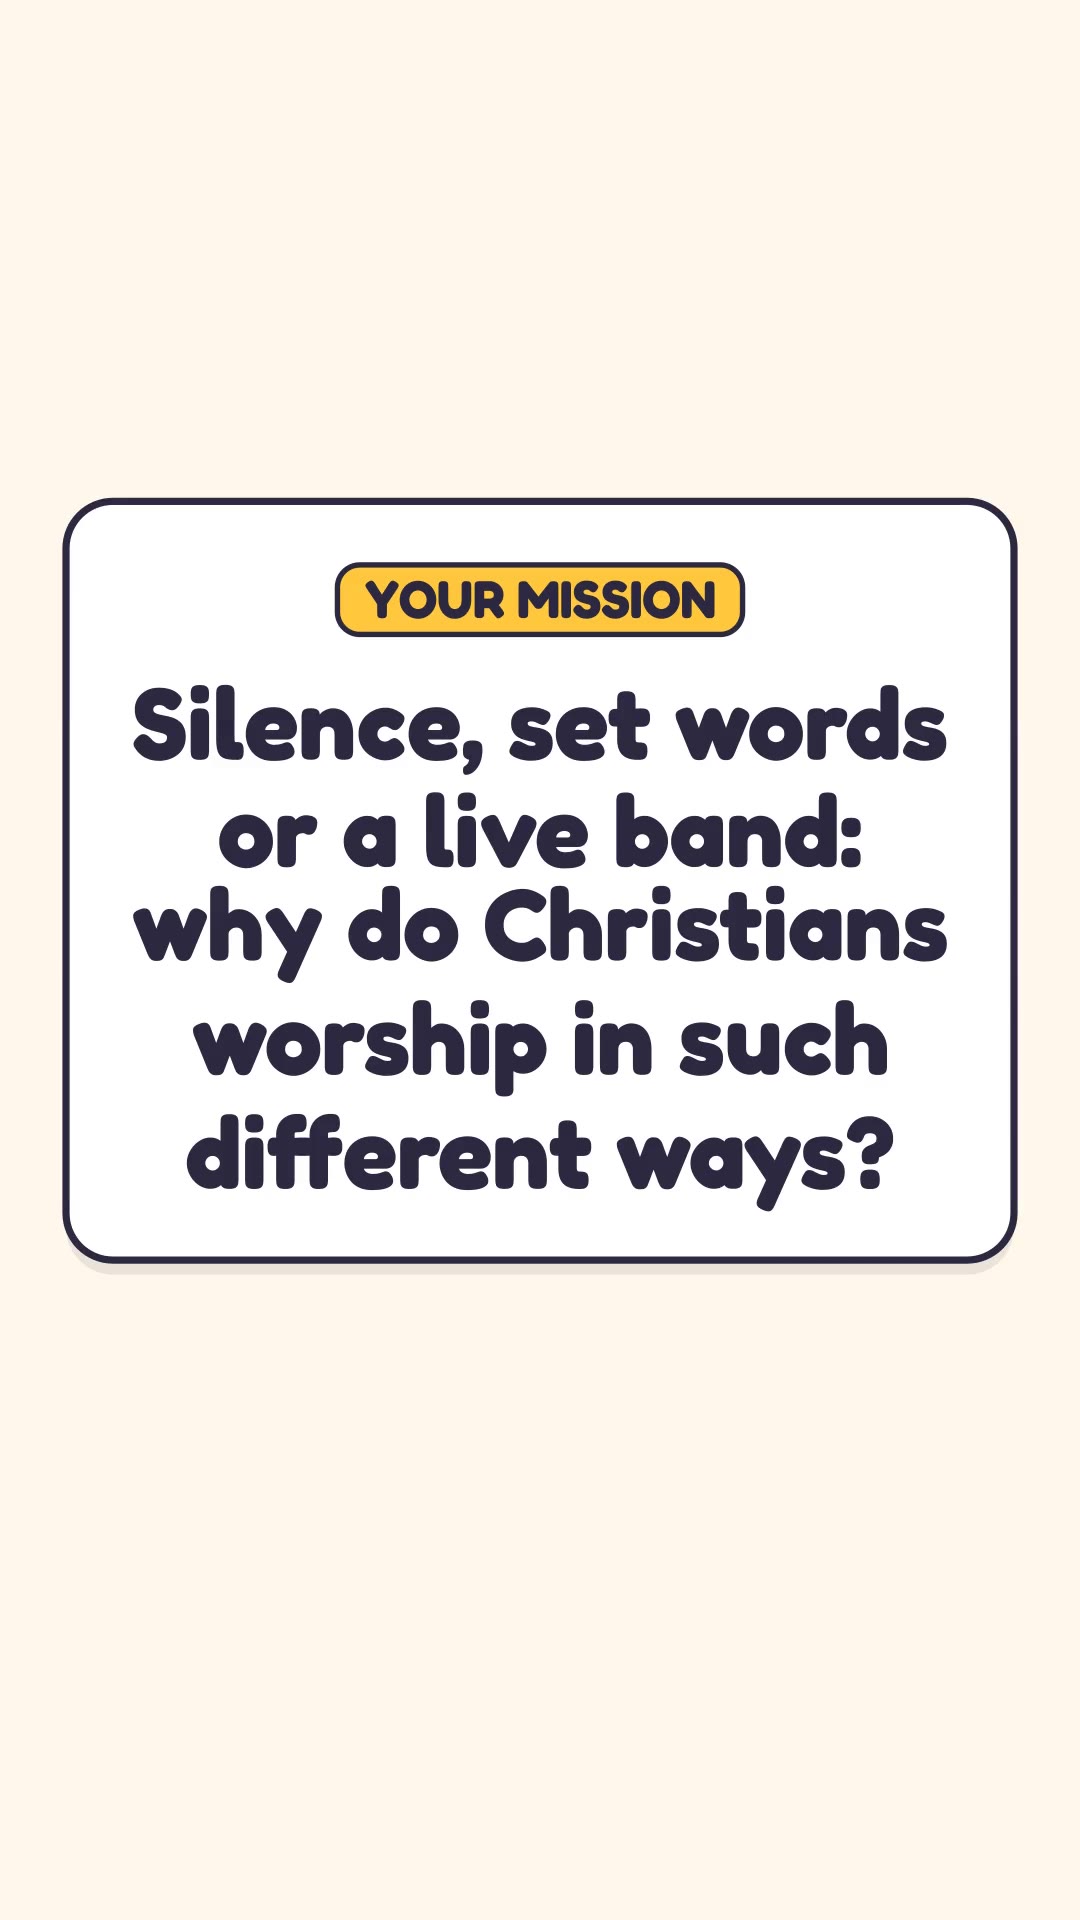 YOUR MISSION
Silence, set words
or a live band:
why do Christians
worship in such
different ways?